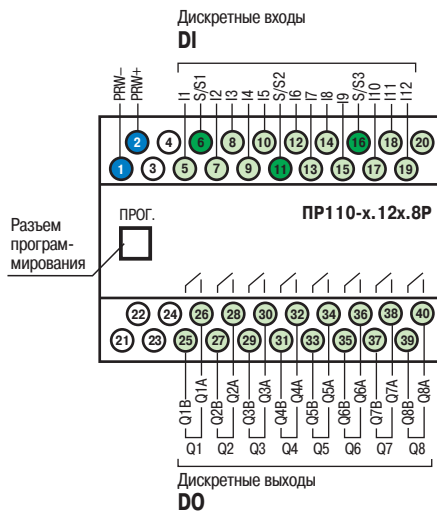 Дискретные входы
DI
PRW–
PRW+
I1
S/S1
I2
I3
I4
I5
S/S2
I6
I7
I8
I9
S/S3
I10
I11
I12
2 4 6 8 10 12 14 16 18 20
1 3 5 7 9 11 13 15 17 19
Разъем
програм-
мирования
ПРОГ.
ПР110-х.12х.8Р
22 24 26 28 30 32 34 36 38 40
21 23 25 27 29 31 33 35 37 39
Q1B
Q1A
Q2B
Q2A
Q3B
Q3A
Q4B
Q4A
Q5B
Q5A
Q6B
Q6A
Q7B
Q7A
Q8B
Q8A
Q1 Q2 Q3 Q4 Q5 Q6 Q7 Q8
Дискретные выходы
DO